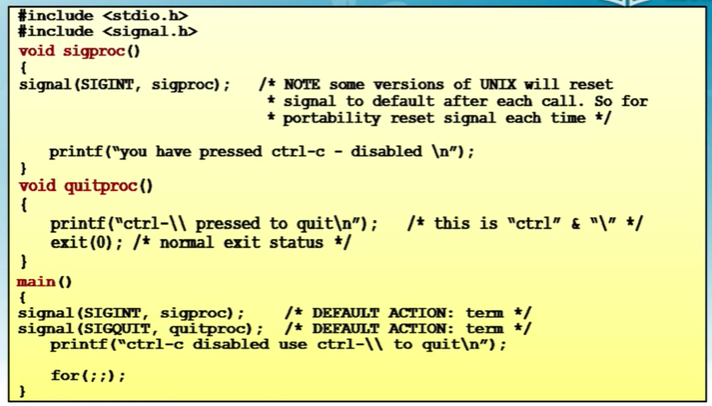 #include <stdio.h>
#include <signal.h>
void sigproc()
{
signal(SIGINT, sigproc);   /* NOTE some versions of UNIX will reset
                            * signal to default after each call. So for
                            * portability reset signal each time */
   printf(“you have pressed ctrl-c - disabled \n”);
}
void quitproc()
{
   printf(“ctrl-\\ pressed to quit\n”);   /* this is “ctrl” & “\” */
   exit(0); /* normal exit status */
}
main()
{
signal(SIGINT, sigproc);    /* DEFAULT ACTION: term */
signal(SIGQUIT, quitproc);  /* DEFAULT ACTION: term */
   printf(“ctrl-c disabled use ctrl-\\ to quit\n”);
   for(;;);
}